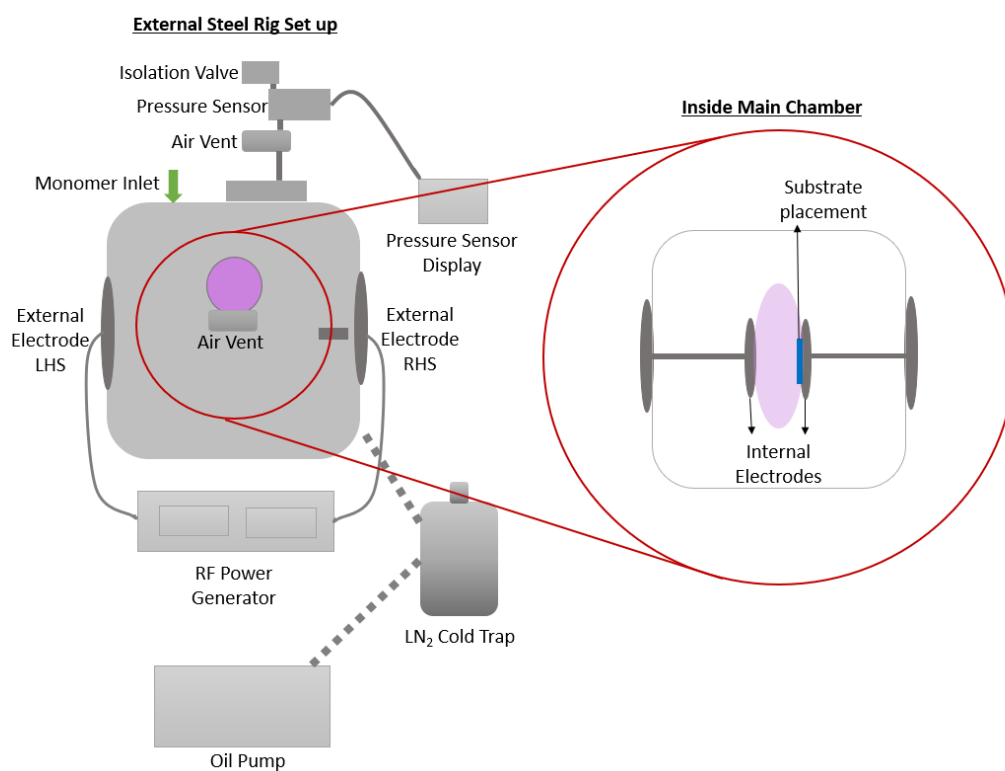 External Steel Rig Set up
Isolation Valve
Pressure Sensor
Air Vent
Monomer Inlet
Pressure Sensor
Display
External
Electrode
LHS
Air Vent
External
Electrode
RHS
RF Power
Generator
LN₂ Cold Trap
Oil Pump
Inside Main Chamber
Substrate
placement
Internal
Electrodes